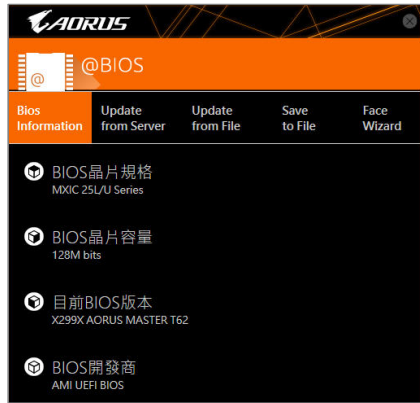 AORUS
@
@BIOS
Bios Information
Update from Server
Update from File
Save to File
Face Wizard
BIOS晶片規格
MXIC 25L/U Series
BIOS晶片容量
128M bits
目前BIOS版本
X299X AORUS MASTER T62
BIOS開發商
AMI UEFI BIOS